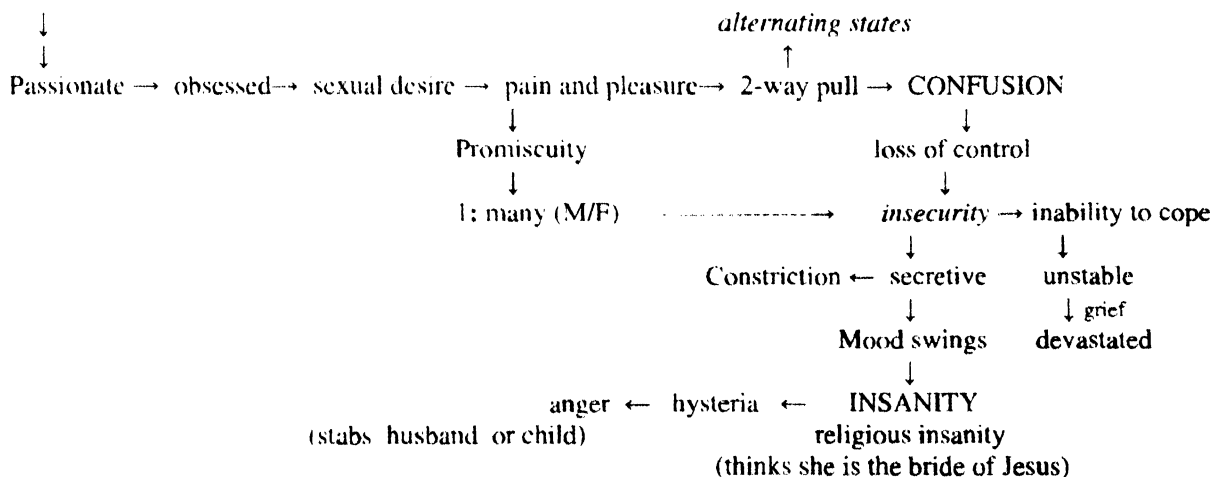 ↓ alternating states
↓ ↑
Passionate → obsessed→ sexual desire → pain and pleasure→ 2-way pull → CONFUSION
↓ ↓
Promiscuity loss of control
↓ ↓
1: many (M/F) ---------→ insecurity → inability to cope
↓ ↓
Constriction ← secretive unstable
↓ ↓ grief
Mood swings devastated
↓
anger ← hysteria ← INSANITY
(stabs husband or child) religious insanity
(thinks she is the bride of Jesus)